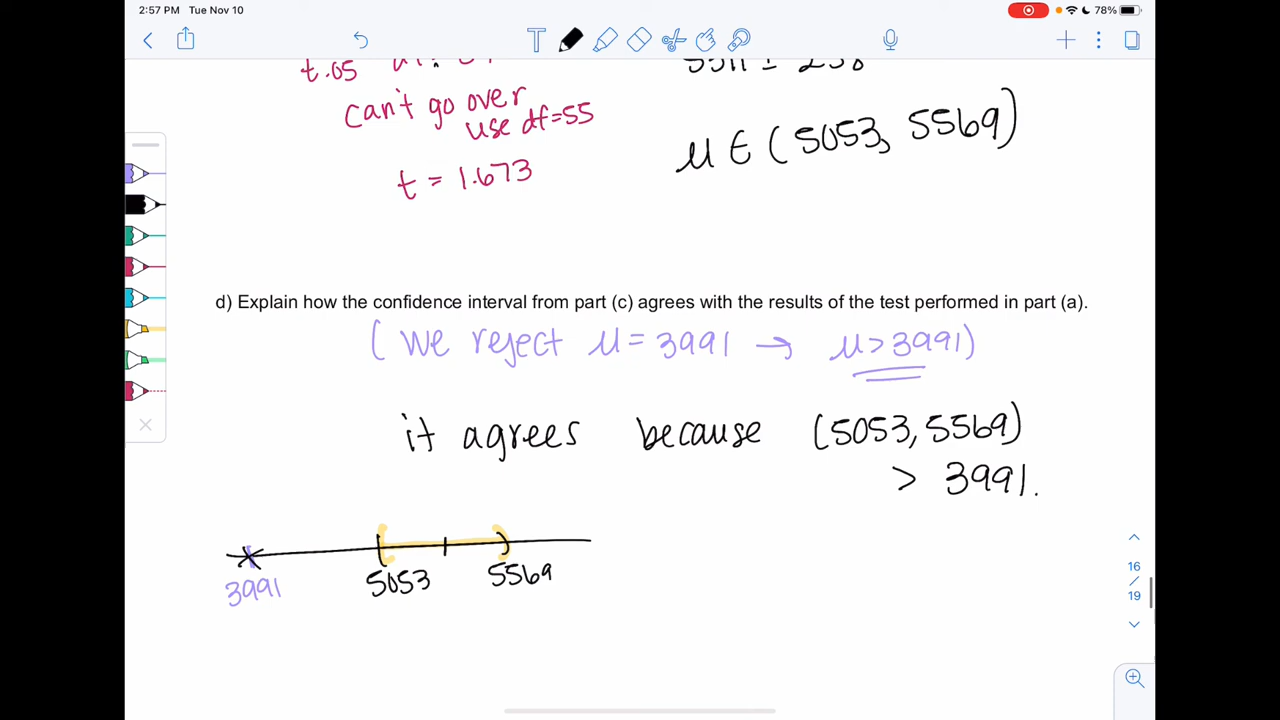 2:57 PM Tue Nov 10
78%
T
t.05
can't go over
use df=55
t = 1.673
μ ∈ (5053, 5569)
d) Explain how the confidence interval from part (c) agrees with the results of the test performed in part (a).
(We reject μ = 3991 → μ > 3991)
it agrees because (5053, 5569)
> 3991.
3991
5053
5569
16
/
19